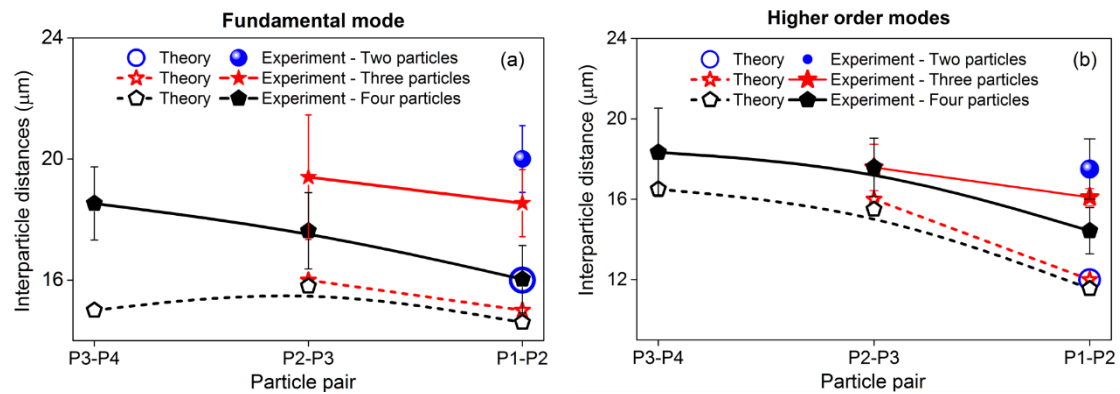 Fundamental mode
24
20
16
Interparticle distances (μm)
Theory Experiment - Two particles (a)
Theory Experiment - Three particles
Theory Experiment - Four particles
P3-P4 P2-P3 P1-P2
Particle pair
Higher order modes
24
20
16
12
Interparticle distance (μm)
Theory Experiment - Two particles (b)
Theory Experiment - Three particles
Theory Experiment - Four particles
P3-P4 P2-P3 P1-P2
Particle pair